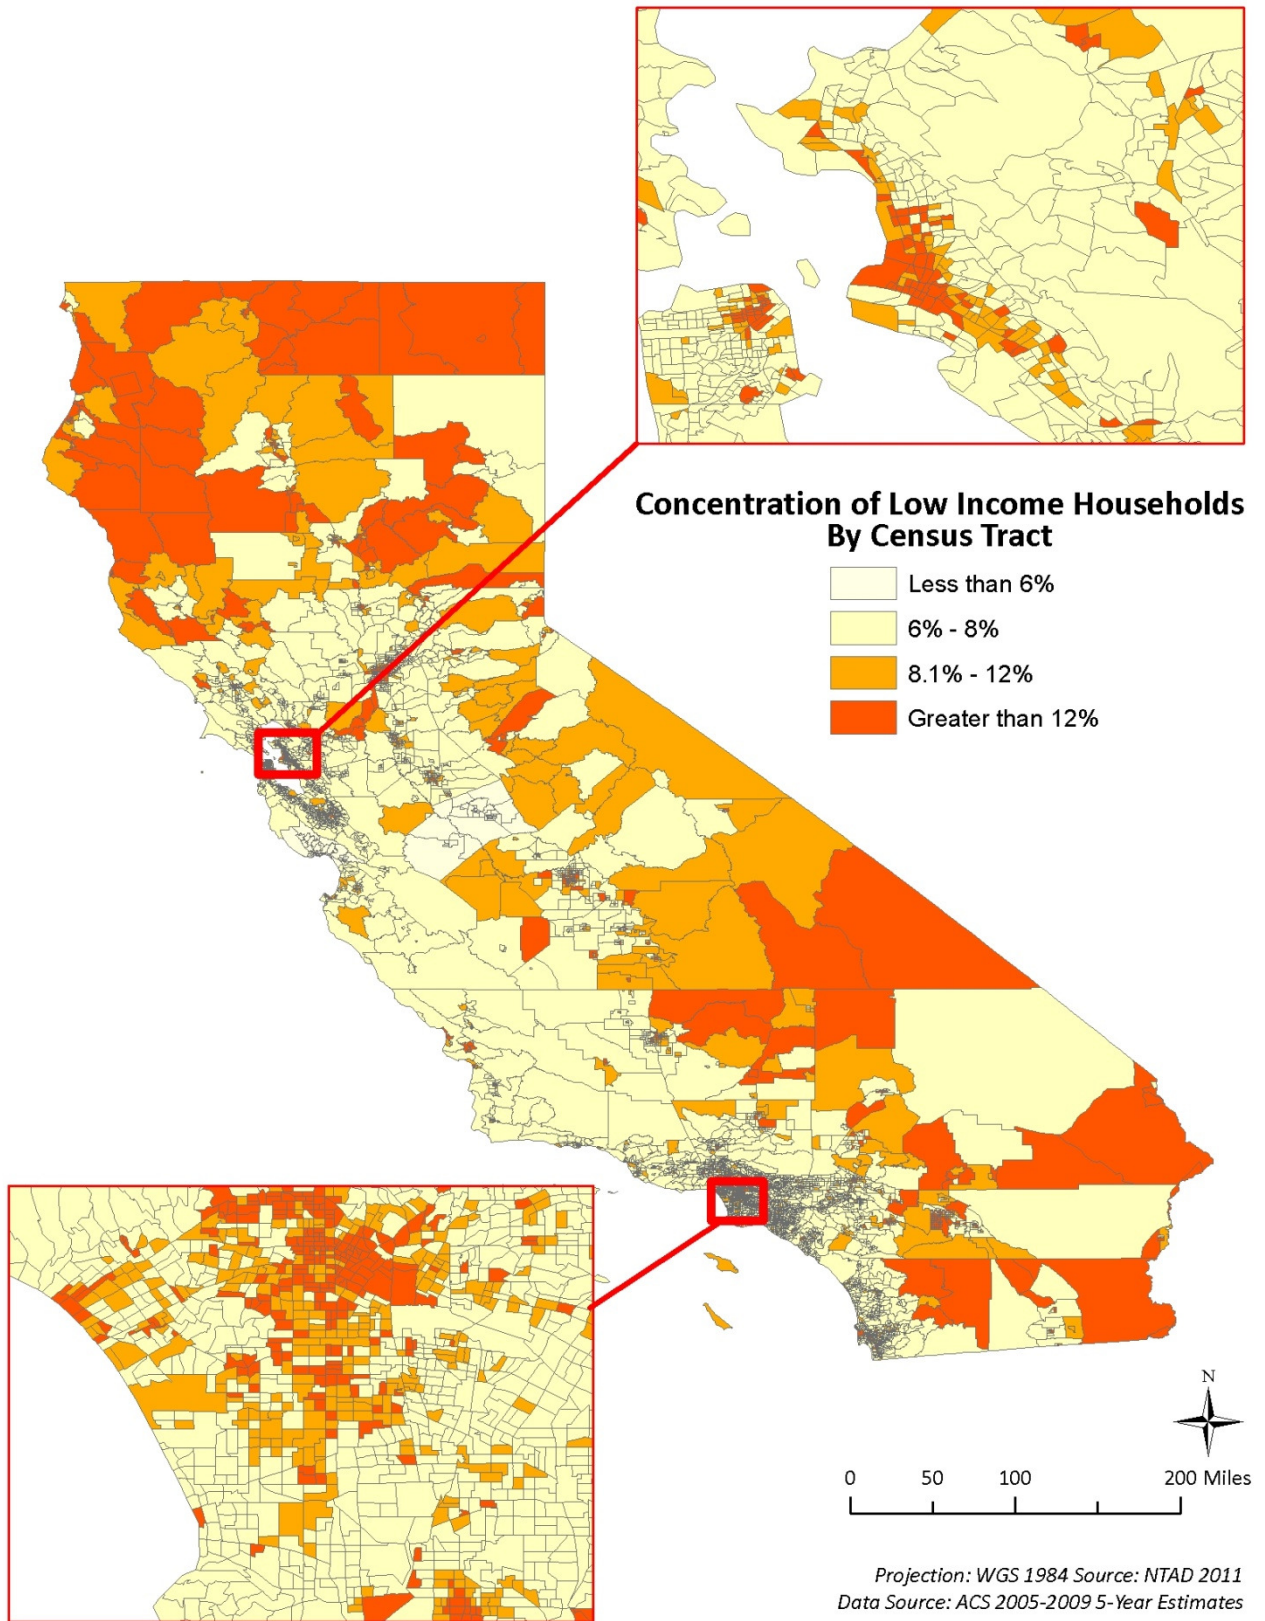 Concentration of Low Income Households
By Census Tract
Less than 6%
6% - 8%
8.1% - 12%
Greater than 12%
N
0 50 100 200 Miles
Projection: WGS 1984 Source: NTAD 2011
Data Source: ACS 2005-2009 5-Year Estimates